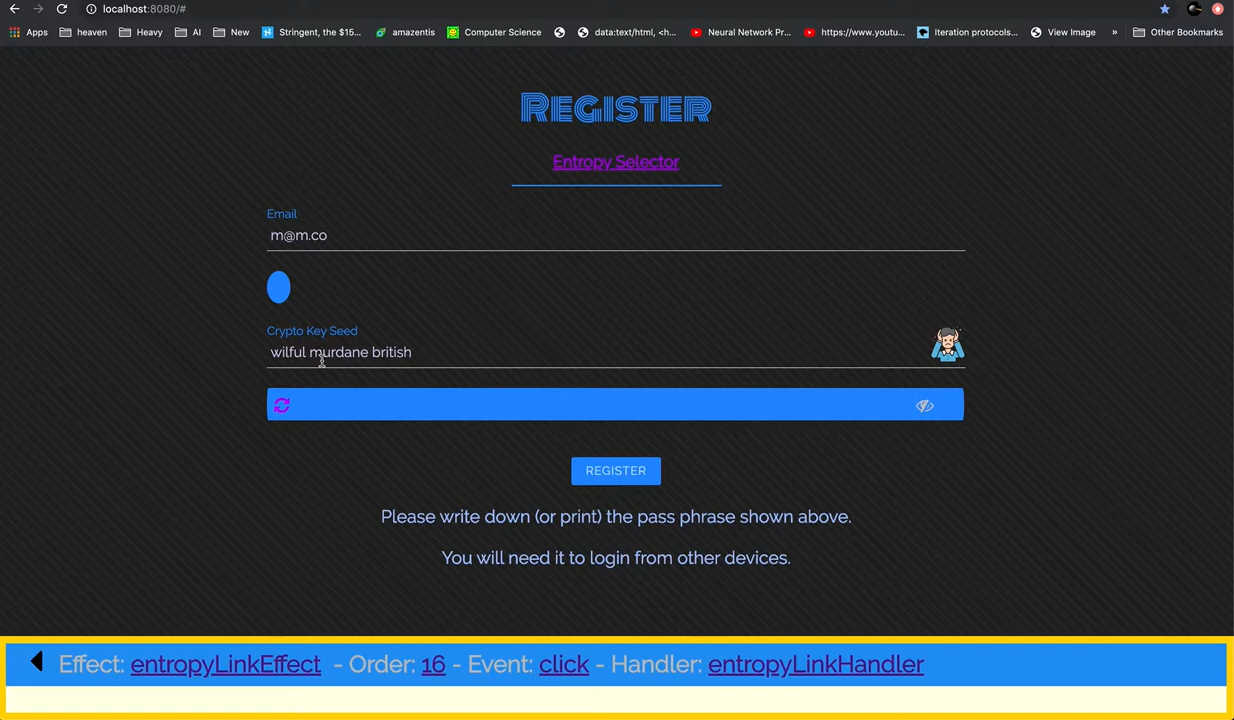 localhost:8080/#
Apps heaven Heavy AI New Stringent, the $15... amazentis Computer Science data:text/html, <h... Neural Network Pr... https://www.youtu... Iteration protocols... View Image » Other Bookmarks
Register
Entropy Selector
Email
m@m.co
Crypto Key Seed
wilful murdane british
REGISTER
Please write down (or print) the pass phrase shown above.
You will need it to login from other devices.
Effect: entropyLinkEffect - Order: 16 - Event: click - Handler: entropyLinkHandler